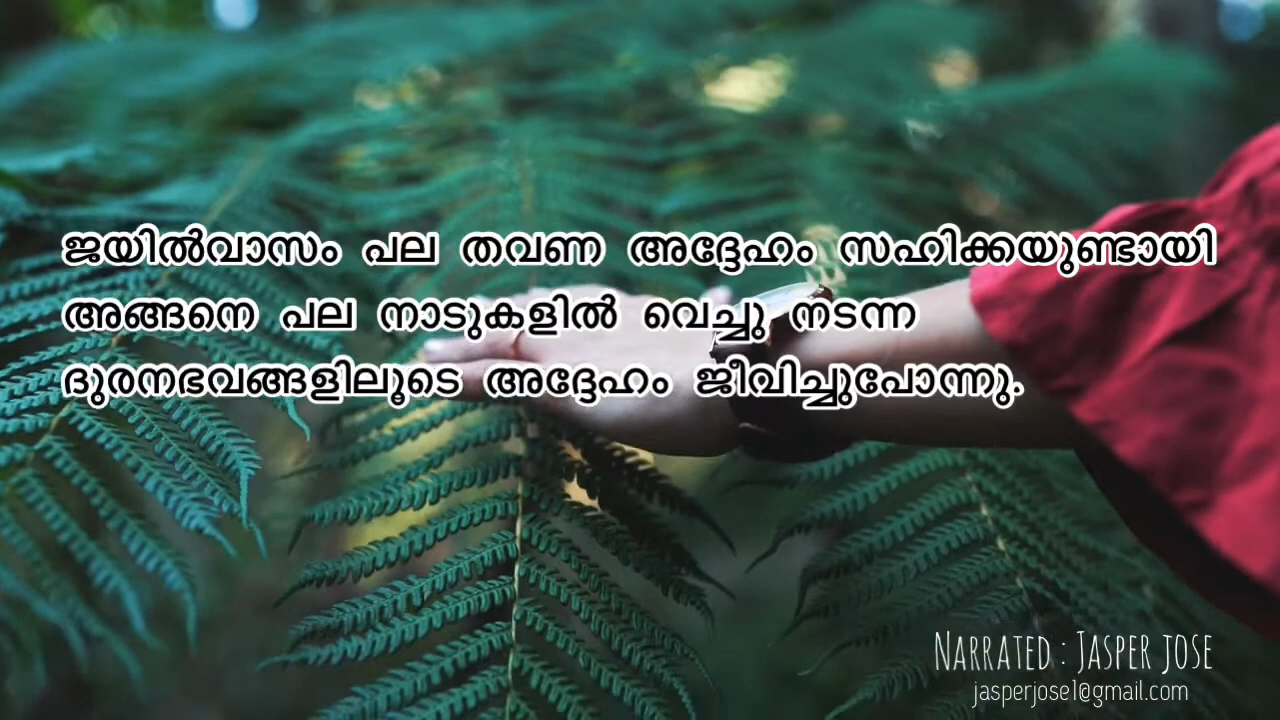 ജയിൽവാസം പല തവണ അദ്ദേഹം സഹിക്കയുണ്ടായി
അങ്ങനെ പല നാടുകളിൽ വെച്ചു നടന്ന
ദുരനഭവങ്ങളിലൂടെ അദ്ദേഹം ജീവിച്ചുപോന്നു.
NARRATED : JASPER JOSE
jasperjose1@gmail.com